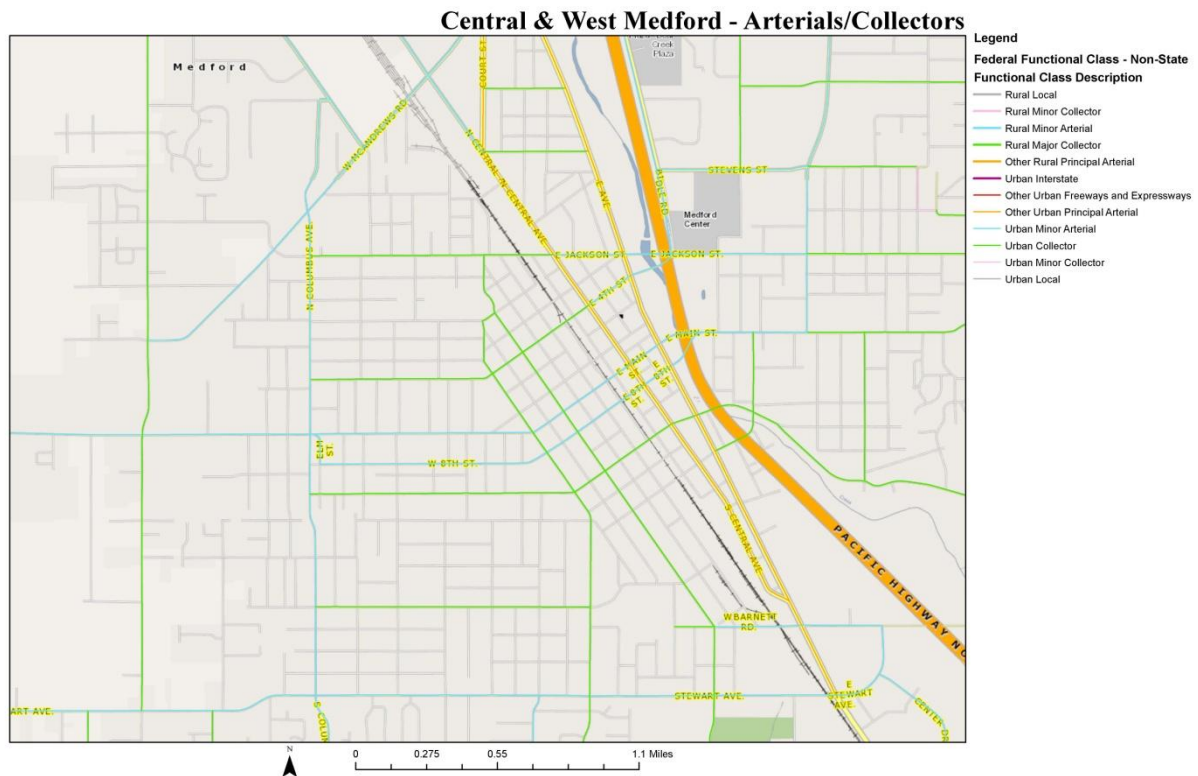 Central & West Medford - Arterials/Collectors
Legend
Federal Functional Class - Non-State
Functional Class Description
Rural Local
Rural Minor Collector
Rural Minor Arterial
Rural Major Collector
Other Rural Principal Arterial
Urban Interstate
Other Urban Freeways and Expressways
Other Urban Principal Arterial
Urban Minor Arterial
Urban Collector
Urban Minor Collector
Urban Local
Medford
COURT ST.
Creek
Plaza
W MCANDREWS RD.
N CENTRAL
N CENTRAL AVE
E AVE
BIDLE RD.
STEVENS ST
Medford
Center
N COLUMBUS AVE.
E JACKSON ST
E JACKSON ST.
E 4TH ST.
E MAIN ST.
E MAIN
ST.
E 8TH
ST.
8TH
E
ST.
ELM
ST.
W 8TH ST.
S CENTRAL AVE.
PACIFIC HIGHWAY NO
W BARNETT
RD.
STEWART AVE.
E
STEWART
AVE.
CENTER DR
ART AVE.
S COLUM
N
0 0.275 0.55 1.1 Miles